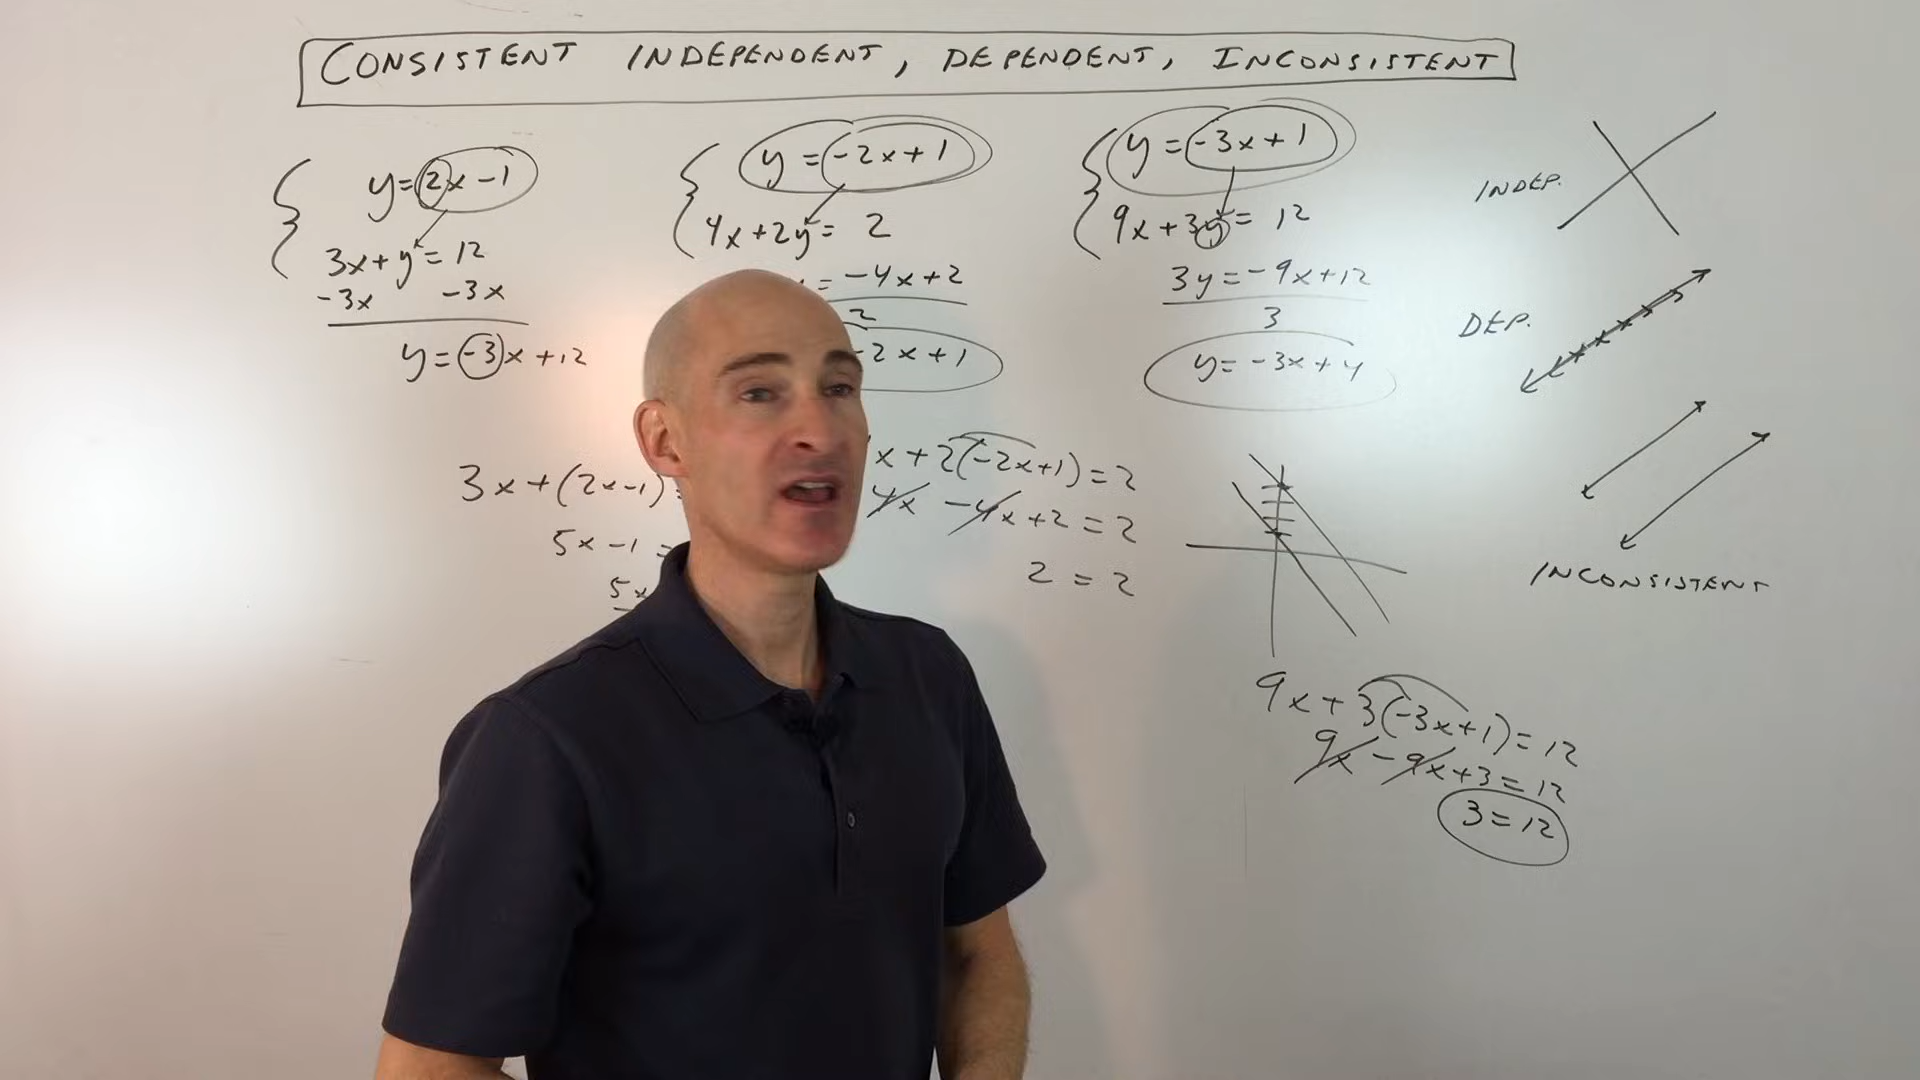 CONSISTENT INDEPENDENT, DEPENDENT, INCONSISTENT
y=2x-1
3x+y=12
-3x -3x
y=-3x+12
3x+(2x-1)
5x-1=
5x
y=-2x+1
4x+2y=2
=-4x+2
2
-2x+1
x+2(-2x+1)=2
4x-4x+2=2
2=2
y=-3x+1
9x+3y=12
3y=-9x+12
3
y=-3x+4
9x+3(-3x+1)=12
9x-9x+3=12
3=12
INDEP.
DEP.
INCONSISTENT